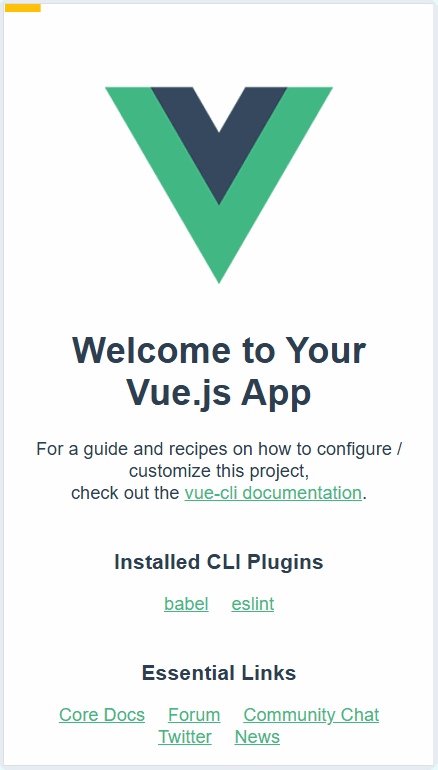 Welcome to Your
Vue.js App
For a guide and recipes on how to configure /
customize this project,
check out the vue-cli documentation.
Installed CLI Plugins
babel eslint
Essential Links
Core Docs Forum Community Chat
Twitter News